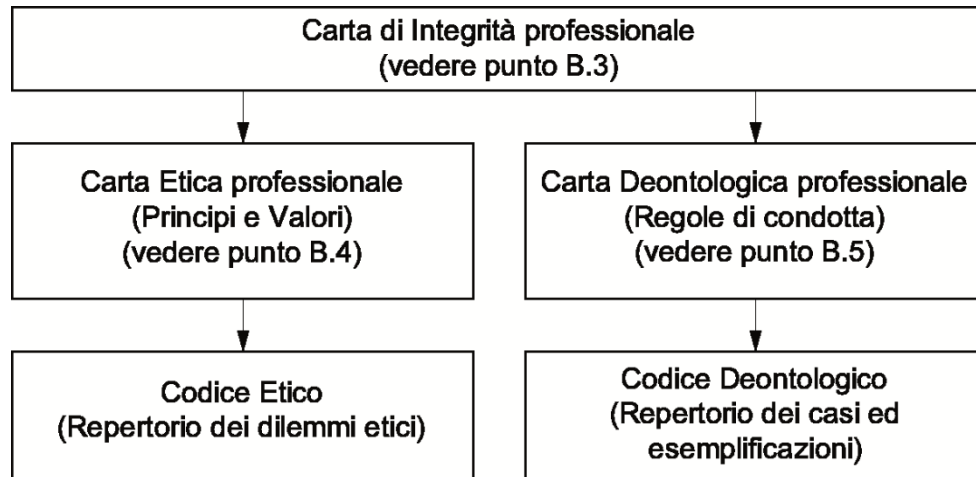 Carta di Integrità professionale
(vedere punto B.3)
Carta Etica professionale
(Principi e Valori)
(vedere punto B.4)
Carta Deontologica professionale
(Regole di condotta)
(vedere punto B.5)
Codice Etico
(Repertorio dei dilemmi etici)
Codice Deontologico
(Repertorio dei casi ed
esemplificazioni)